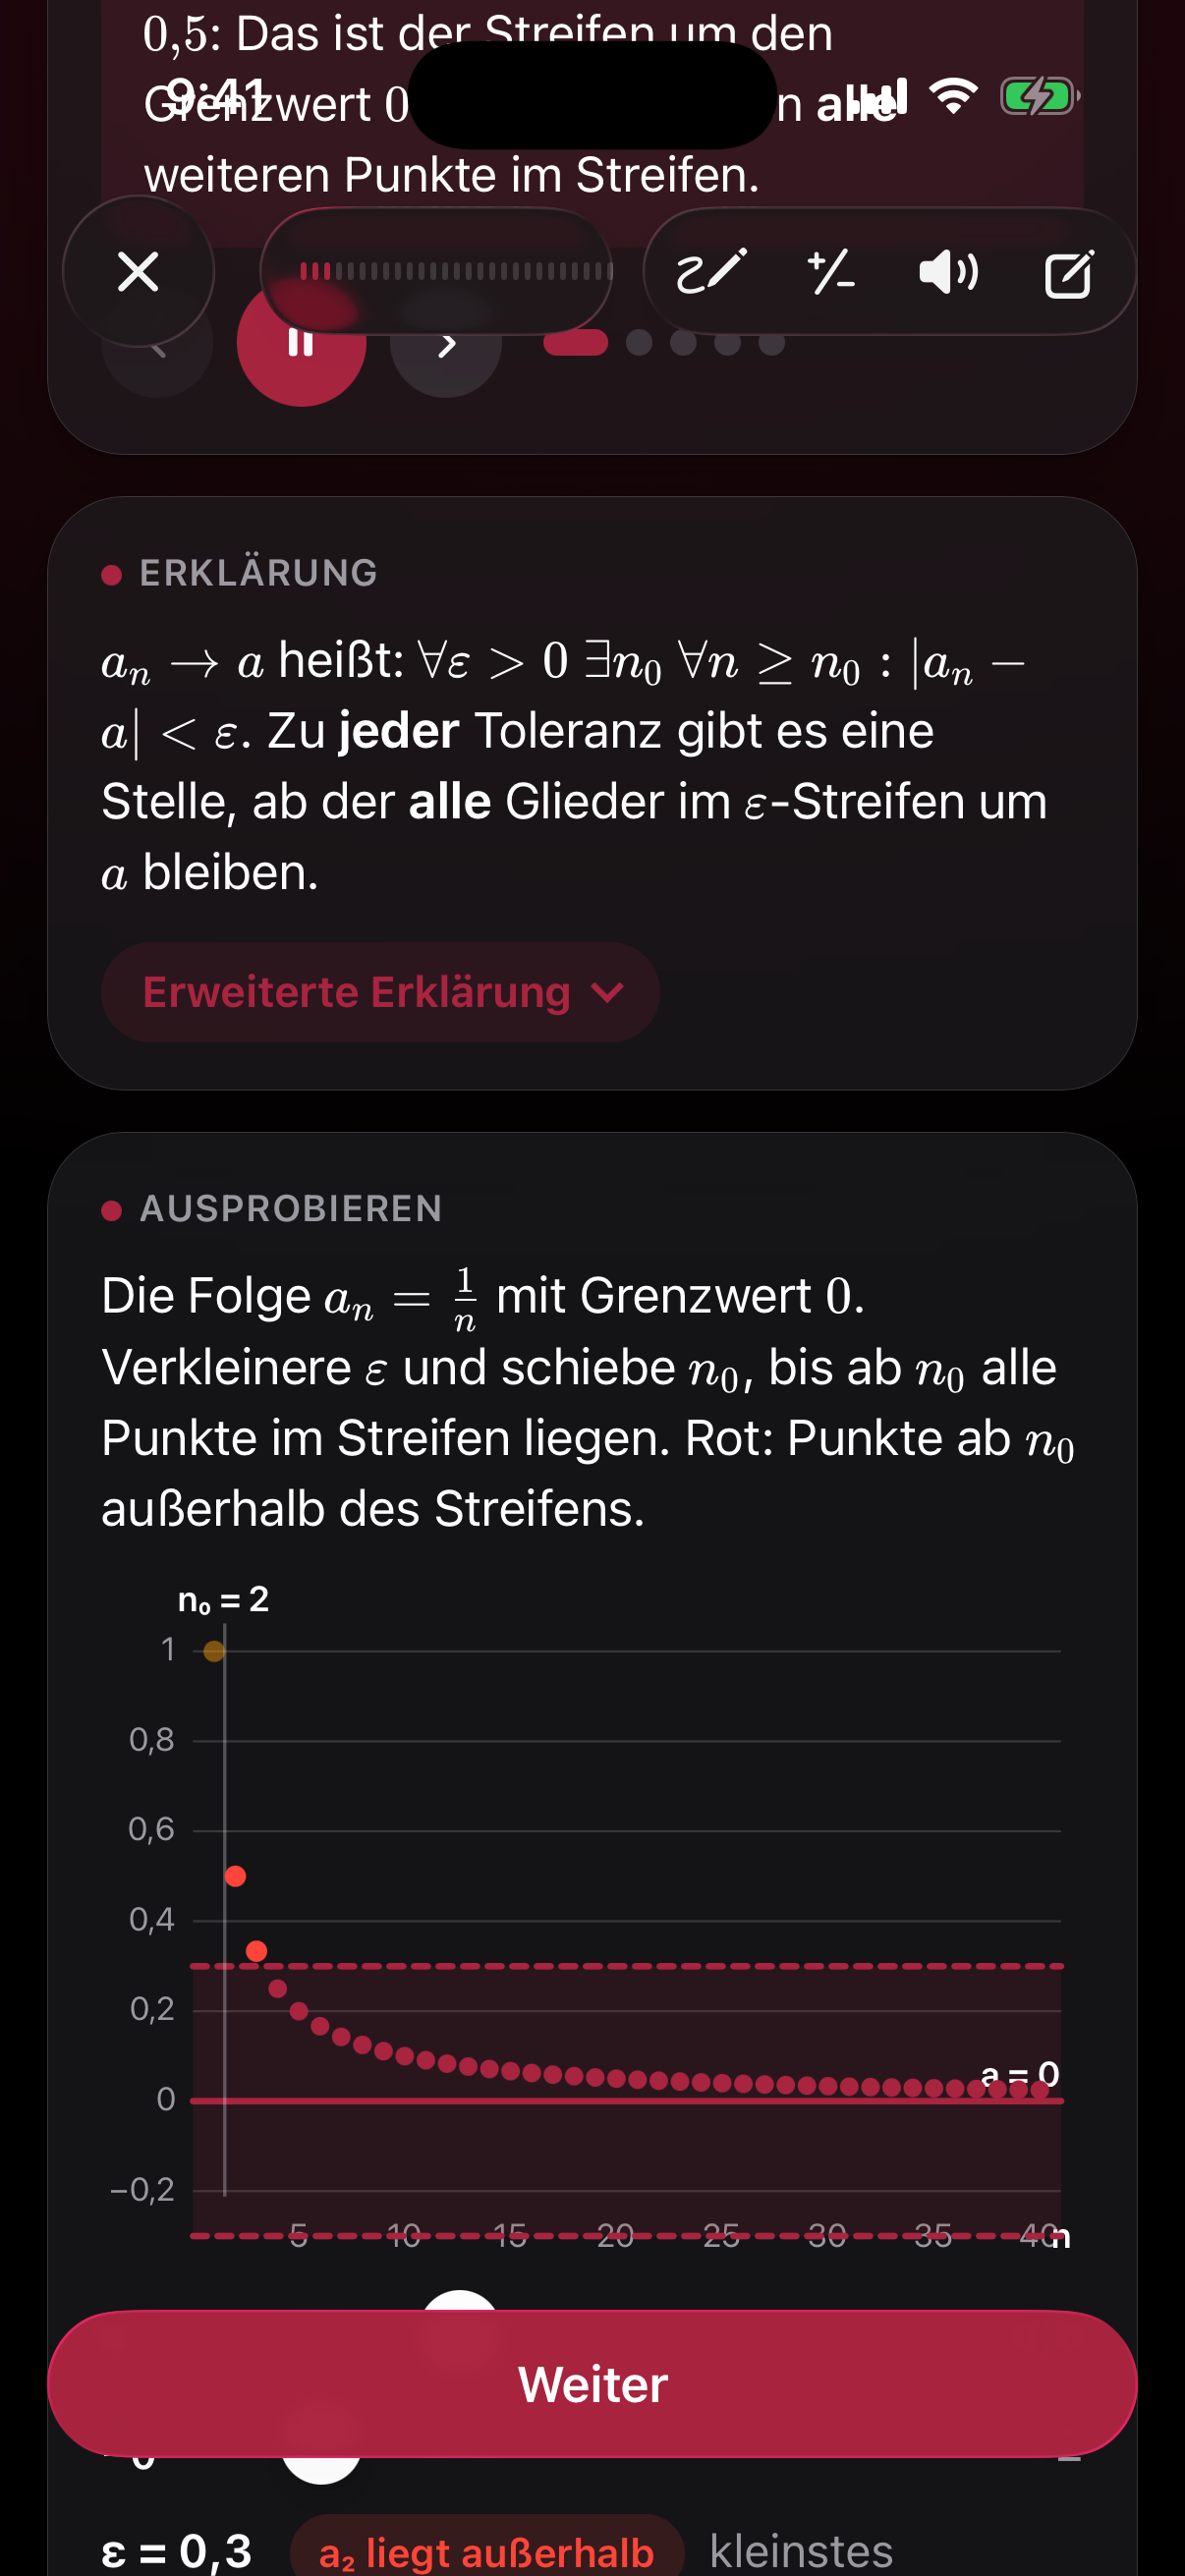 0,5: Das ist der Streifen um den
9:41
Grenzwert 0 n alle
weiteren Punkte im Streifen.
ERKLÄRUNG
aₙ → a heißt: ∀ε > 0 ∃n₀ ∀n ≥ n₀ : |aₙ −
a| < ε. Zu jeder Toleranz gibt es eine
Stelle, ab der alle Glieder im ε-Streifen um
a bleiben.
Erweiterte Erklärung
AUSPROBIEREN
Die Folge aₙ = 1/n mit Grenzwert 0.
Verkleinere ε und schiebe n₀, bis ab n₀ alle
Punkte im Streifen liegen. Rot: Punkte ab n₀
außerhalb des Streifens.
n₀ = 2
1
0,8
0,6
0,4
0,2
a = 0
0
−0,2
5 10 15 20 25 30 35 40 n
Weiter
ε = 0,3 a₂ liegt außerhalb kleinstes